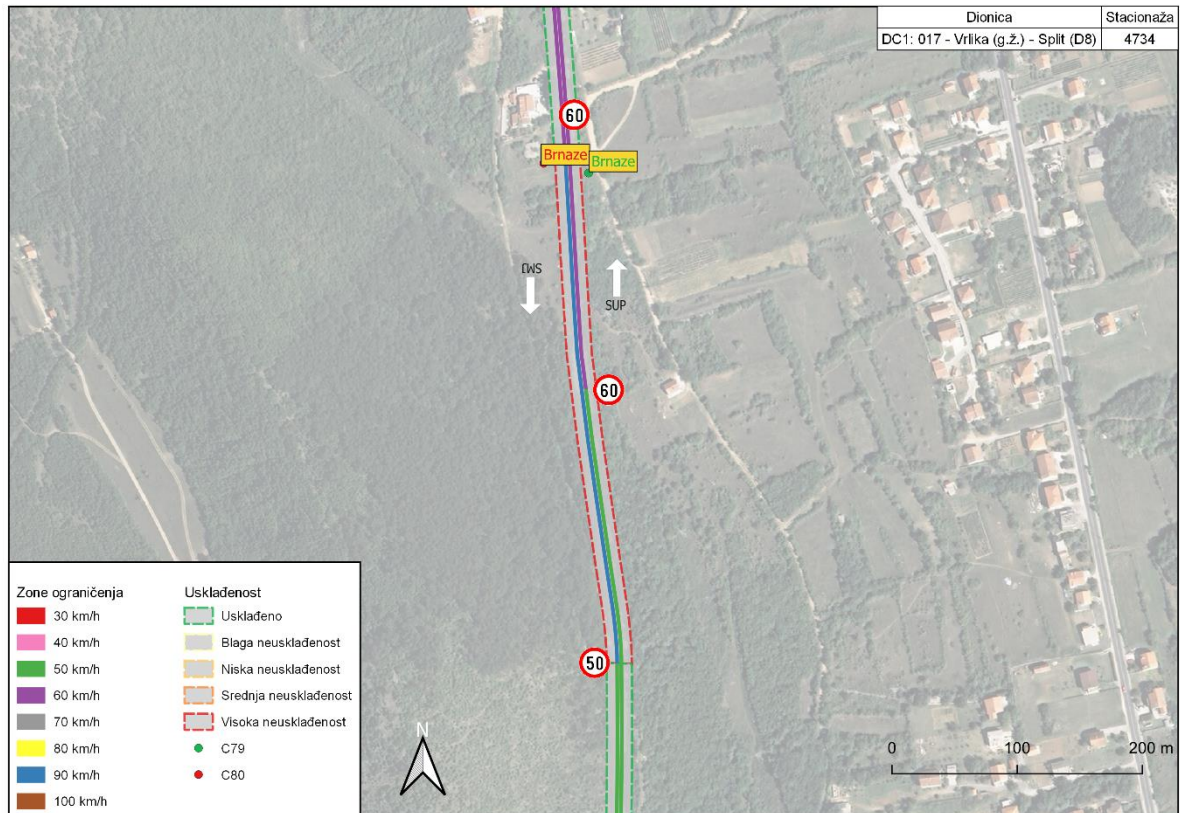 Dionica Stacionaža
DC1: 017 - Vrlika (g.ž.) - Split (D8) 4734
60
Brnaze
Brnaze
SMJ
SUP
60
50
Zone ograničenja
30 km/h
40 km/h
50 km/h
60 km/h
70 km/h
80 km/h
90 km/h
100 km/h
Usklađenost
Usklađeno
Blaga neusklađenost
Niska neusklađenost
Srednja neusklađenost
Visoka neusklađenost
C79
C80
N
0 100 200 m